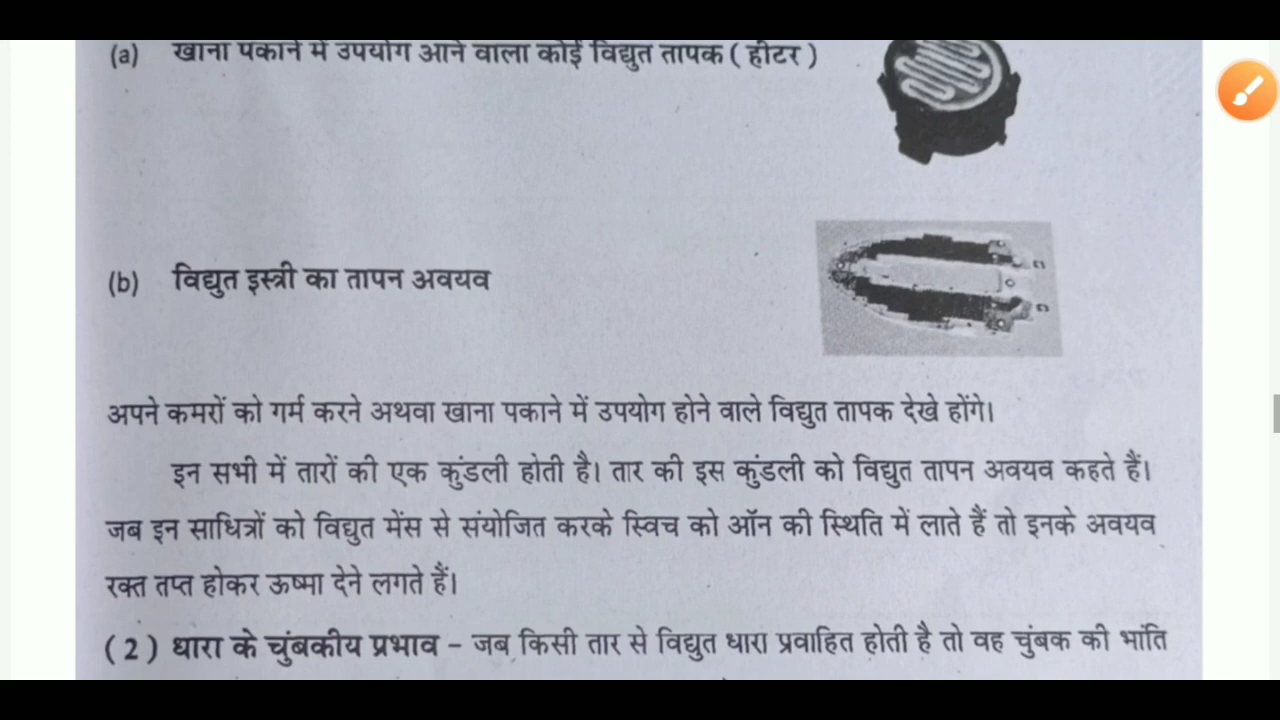 (a) खाना पकाने में उपयोग आने वाला कोई विद्युत तापक ( हीटर )
(b) विद्युत इस्त्री का तापन अवयव
अपने कमरों को गर्म करने अथवा खाना पकाने में उपयोग होने वाले विद्युत तापक देखे होंगे।
इन सभी में तारों की एक कुंडली होती है। तार की इस कुंडली को विद्युत तापन अवयव कहते हैं।
जब इन साधित्रों को विद्युत मेंस से संयोजित करके स्विच को ऑन की स्थिति में लाते हैं तो इनके अवयव
रक्त तप्त होकर ऊष्मा देने लगते हैं।
( 2 ) धारा के चुंबकीय प्रभाव – जब किसी तार से विद्युत धारा प्रवाहित होती है तो वह चुंबक की भांति